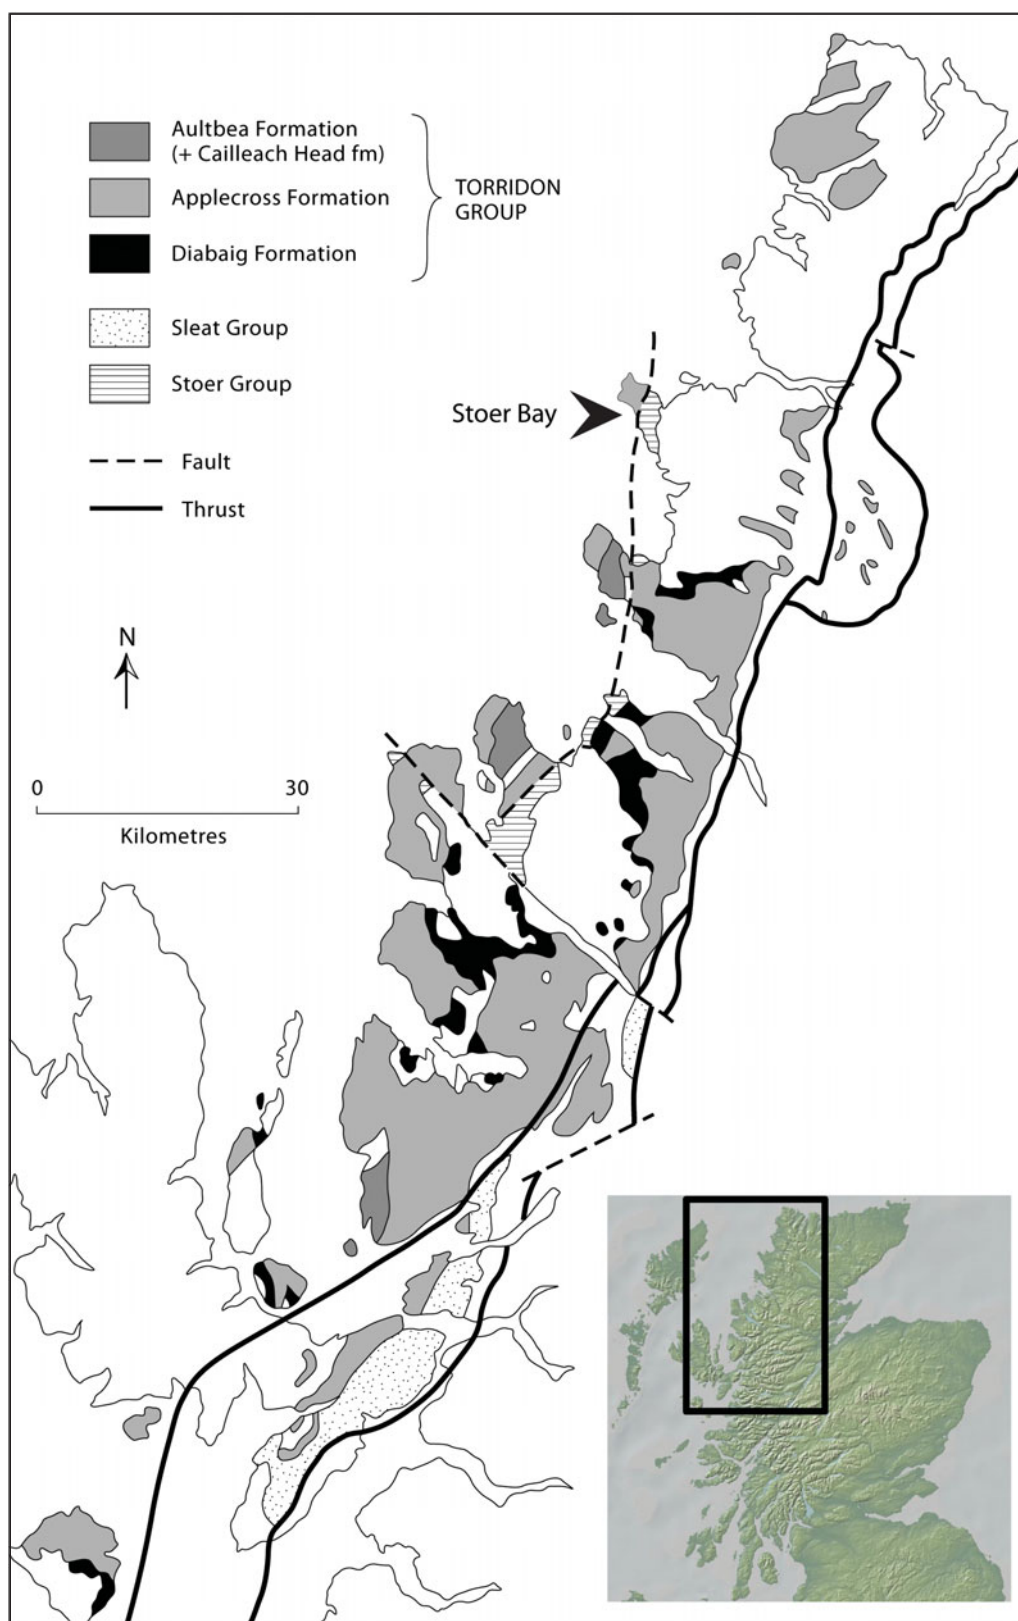 Aultbea Formation
(+ Cailleach Head fm)
Applecross Formation
Diabaig Formation
TORRIDON
GROUP
Sleat Group
Stoer Group
Fault
Thrust
Stoer Bay
N
0 30
Kilometres